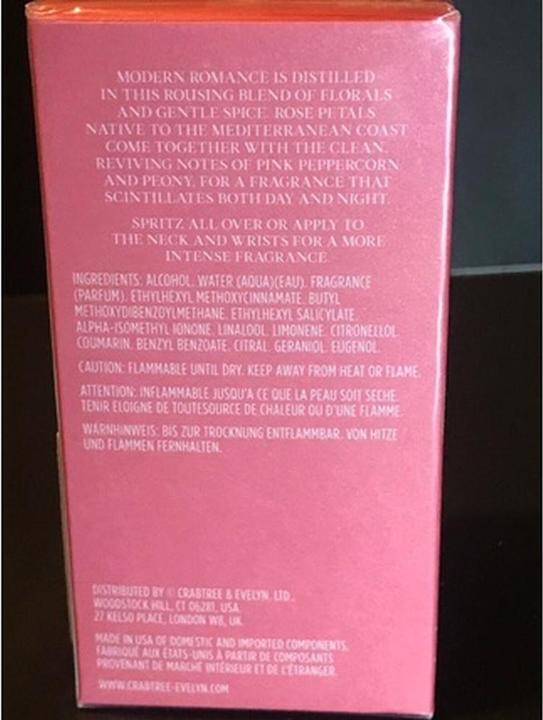 MODERN ROMANCE IS DISTILLED
IN THIS ROUSING BLEND OF FLORALS
AND GENTLE SPICE. ROSE PETALS
NATIVE TO THE MEDITERRANEAN COAST
COME TOGETHER WITH THE CLEAN,
REVIVING NOTES OF PINK PEPPERCORN
AND PEONY, FOR A FRAGRANCE THAT
SCINTILLATES BOTH DAY AND NIGHT.
SPRITZ ALL OVER OR APPLY TO
THE NECK AND WRISTS FOR A MORE
INTENSE FRAGRANCE.
INGREDIENTS: ALCOHOL, WATER (AQUA)(EAU), FRAGRANCE
(PARFUM), ETHYLHEXYL METHOXYCINNAMATE, BUTYL
METHOXYDIBENZOYLMETHANE, ETHYLHEXYL SALICYLATE,
ALPHA-ISOMETHYL IONONE, LINALOOL, LIMONENE, CITRONELLOL,
COUMARIN, BENZYL BENZOATE, CITRAL, GERANIOL, EUGENOL.
CAUTION: FLAMMABLE UNTIL DRY. KEEP AWAY FROM HEAT OR FLAME.
ATTENTION: INFLAMMABLE JUSQU'A CE QUE LA PEAU SOIT SECHE.
TENIR ELOIGNE DE TOUTESOURCE DE CHALEUR OU D'UNE FLAMME.
WARNHINWEIS: BIS ZUR TROCKNUNG ENTFLAMMBAR. VON HITZE
UND FLAMMEN FERNHALTEN.
DISTRIBUTED BY © CRABTREE & EVELYN, LTD.,
WOODSTOCK HILL, CT 06281, USA.
27 KELSO PLACE, LONDON W8, UK.
MADE IN USA OF DOMESTIC AND IMPORTED COMPONENTS.
FABRIQUÉ AUX ÉTATS-UNIS À PARTIR DE COMPOSANTS
PROVENANT DE MARCHÉ INTÉRIEUR ET DE L'ÉTRANGER.
WWW.CRABTREE-EVELYN.COM